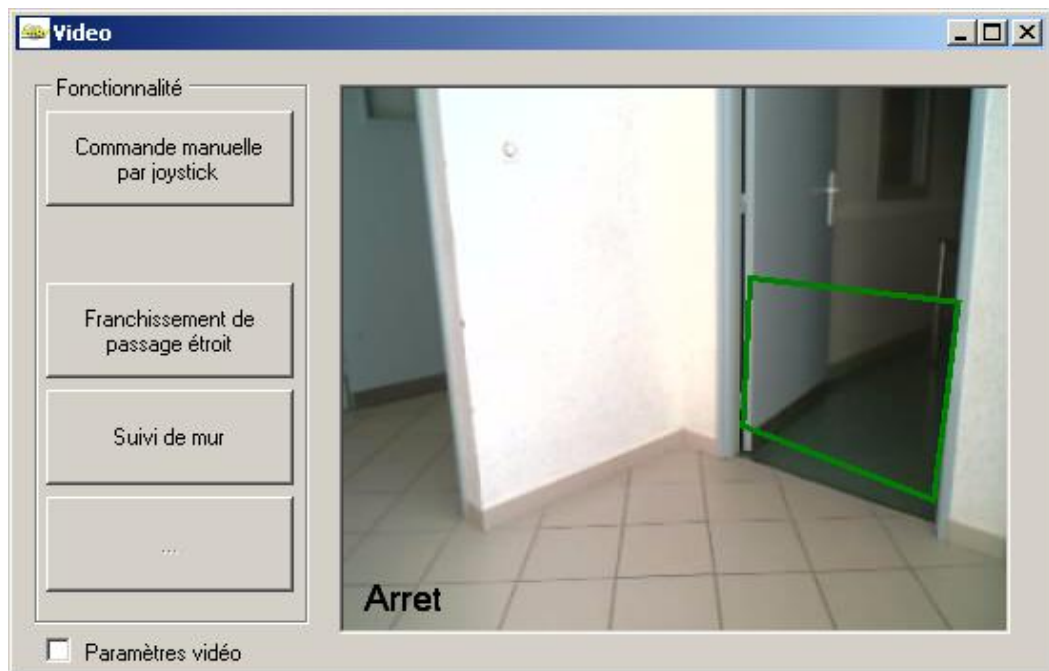 Video
Fonctionnalité
Commande manuelle
par joystick
Franchissement de
passage étroit
Suivi de mur
...
Arret
Paramètres vidéo